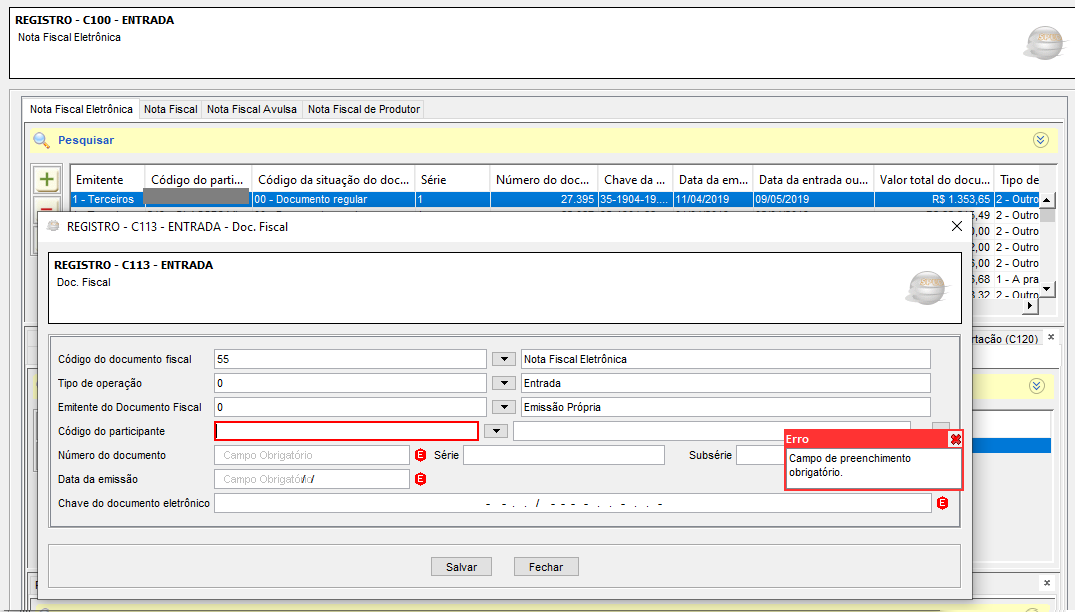 REGISTRO - C100 - ENTRADA
Nota Fiscal Eletrônica
Nota Fiscal Eletrônica Nota Fiscal Nota Fiscal Avulsa Nota Fiscal de Produtor
Pesquisar
Emitente Código do parti... Código da situação do doc... Série Número do doc... Chave da ... Data da em... Data da entrada ou... Valor total do docu... Tipo de
1 - Terceiros 00 - Documento regular 1 27.395 35-1904-19.... 11/04/2019 09/05/2019 R$ 1.353,65 2 - Outro
,49 2 - Outro
,00 2 - Outro
,00 2 - Outro
,00 2 - Outro
,68 1 - A pra
,32 2 - Outro
REGISTRO - C113 - ENTRADA - Doc. Fiscal
REGISTRO - C113 - ENTRADA
Doc. Fiscal
rtação (C120)
Código do documento fiscal 55 Nota Fiscal Eletrônica
Tipo de operação 0 Entrada
Emitente do Documento Fiscal 0 Emissão Própria
Código do participante
Erro
Campo de preenchimento
obrigatório.
Número do documento Campo Obrigatório E Série Subsérie
Data da emissão Campo Obrigatório / / E
Chave do documento eletrônico - - . . / - - - - . . - . . - E
Salvar Fechar